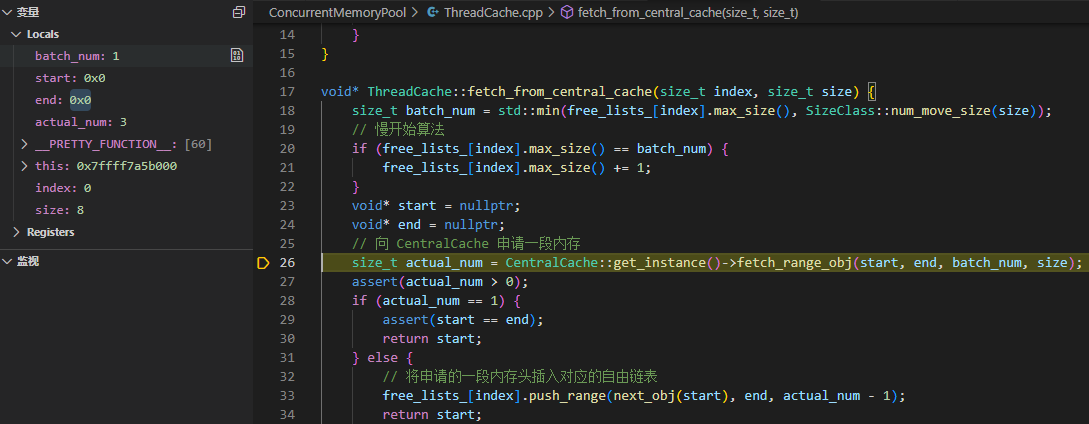 变量
Locals
batch_num: 1
start: 0x0
end: 0x0
actual_num: 3
__PRETTY_FUNCTION__: [60]
this: 0x7ffff7a5b000
index: 0
size: 8
Registers
监视
ConcurrentMemoryPool > ThreadCache.cpp > fetch_from_central_cache(size_t, size_t)
14 }
15 }
16
17 void* ThreadCache::fetch_from_central_cache(size_t index, size_t size) {
18 size_t batch_num = std::min(free_lists_[index].max_size(), SizeClass::num_move_size(size));
19 // 慢开始算法
20 if (free_lists_[index].max_size() == batch_num) {
21 free_lists_[index].max_size() += 1;
22 }
23 void* start = nullptr;
24 void* end = nullptr;
25 // 向 CentralCache 申请一段内存
26 size_t actual_num = CentralCache::get_instance()->fetch_range_obj(start, end, batch_num, size);
27 assert(actual_num > 0);
28 if (actual_num == 1) {
29 assert(start == end);
30 return start;
31 } else {
32 // 将申请的一段内存头插入对应的自由链表
33 free_lists_[index].push_range(next_obj(start), end, actual_num - 1);
34 return start;